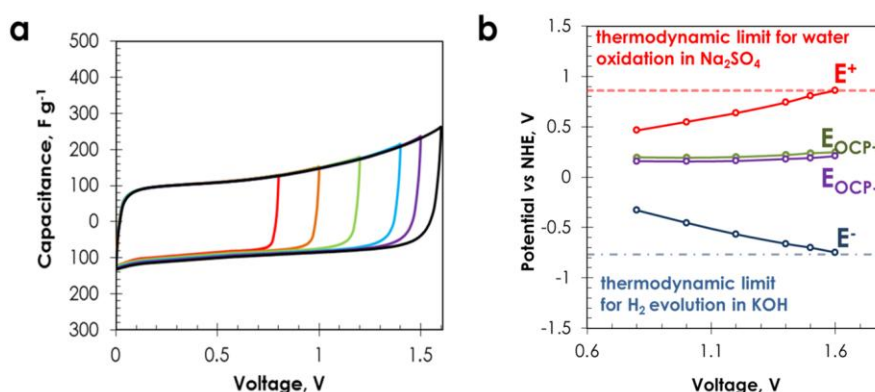 a
500
400
300
200
100
0
100
200
300
Capacitance, F g⁻¹
0
0.5
1
1.5
Voltage, V
b
thermodynamic limit for water
oxidation in Na₂SO₄
E⁺
E_OCP-
E_OCP-
E⁻
thermodynamic limit
for H₂ evolution in KOH
1.5
1
0.5
0
-0.5
-1
-1.5
Potential vs NHE, V
0.6
1.1
1.6
Voltage, V